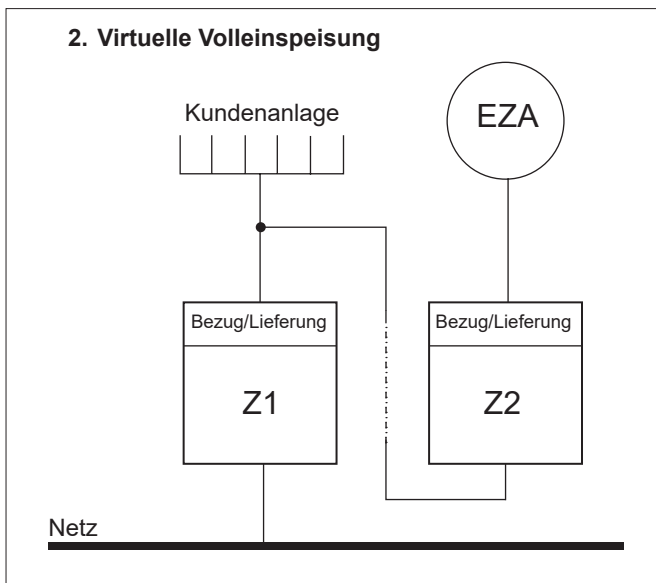 2. Virtuelle Volleinspeisung
Kundenanlage
EZA
Bezug/Lieferung
Z1
Bezug/Lieferung
Z2
Netz